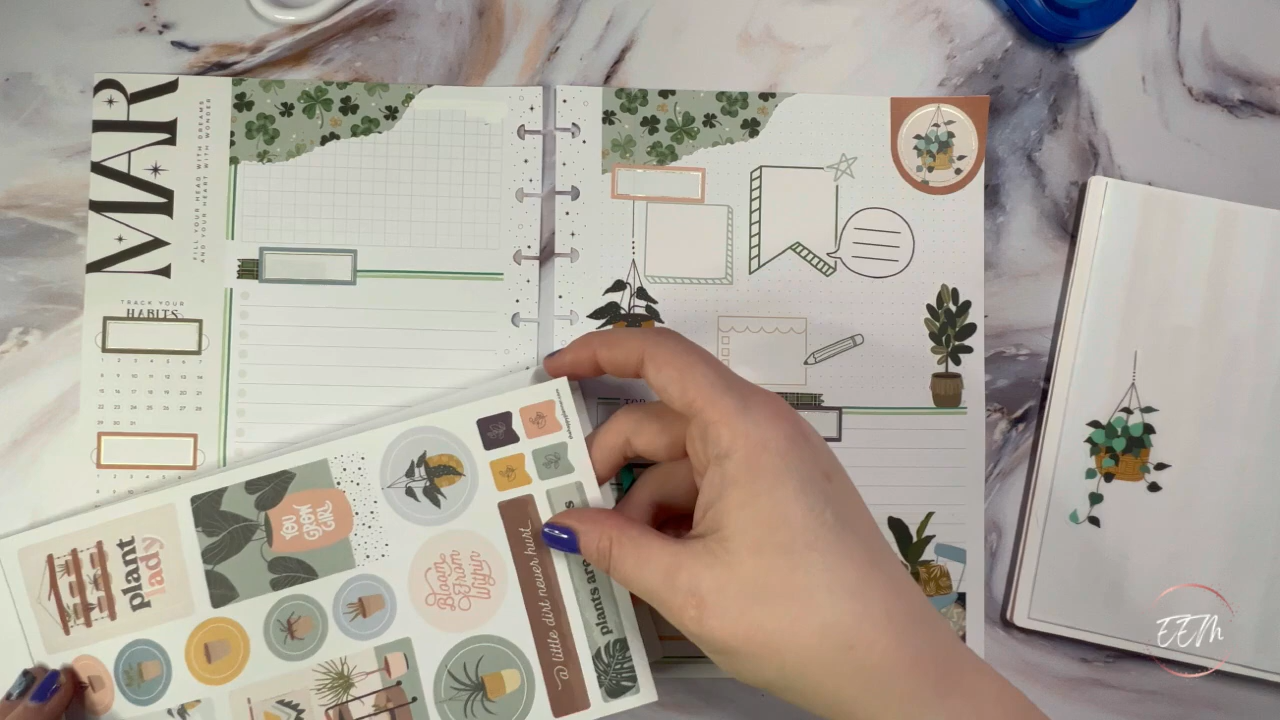 MAR
FILL YOUR HEAD WITH DREAMS
AND YOUR HEART WITH WONDER
TRACK YOUR
HABITS
1 2 3 4 5 6 7
8 9 10 11 12 13 14
15 16 17 18 19 20 21
22 23 24 25 26 27 28
29 30 31
plant
lady
YOU
GROW
GIRL
Bloom
From
Within
a little dirt never hurt
plants are
EEM